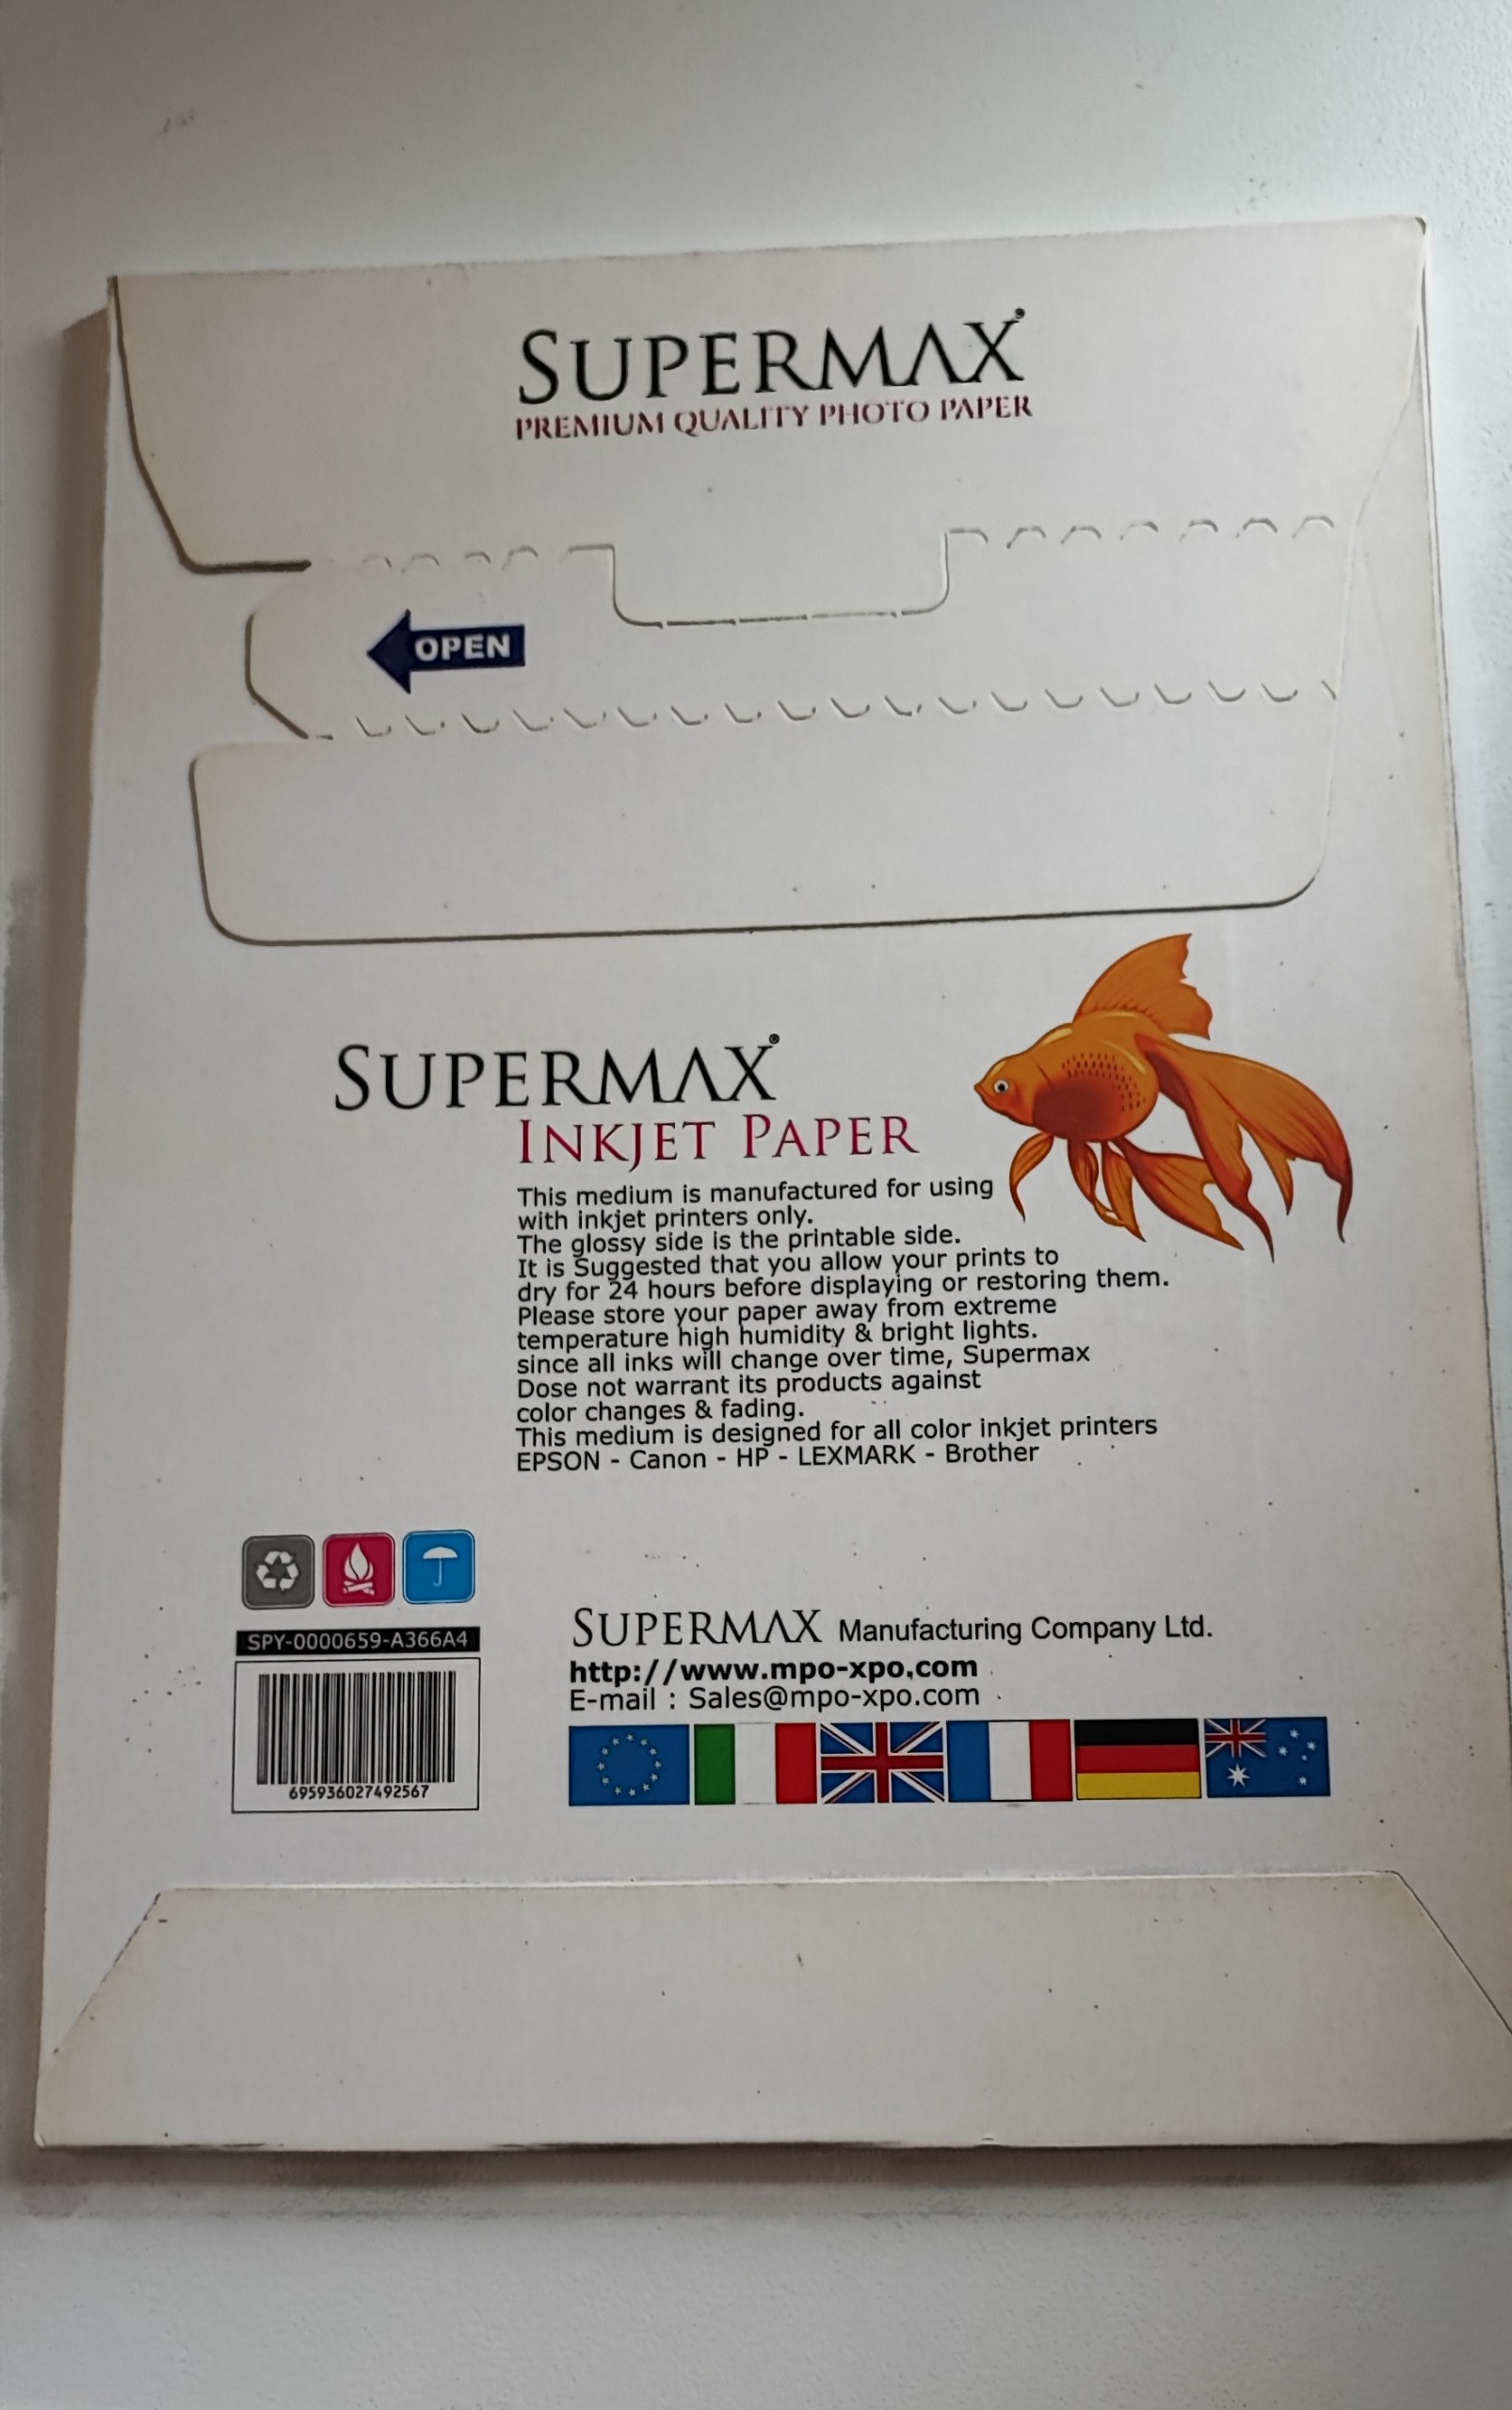 SUPERMAX®
PREMIUM QUALITY PHOTO PAPER
OPEN
SUPERMAX®
INKJET PAPER
This medium is manufactured for using
with inkjet printers only.
The glossy side is the printable side.
It is Suggested that you allow your prints to
dry for 24 hours before displaying or restoring them.
Please store your paper away from extreme
temperature high humidity & bright lights.
since all inks will change over time, Supermax
Dose not warrant its products against
color changes & fading.
This medium is designed for all color inkjet printers
EPSON - Canon - HP - LEXMARK - Brother
SPY-0000659-A366A4
695936027492567
SUPERMAX Manufacturing Company Ltd.
http://www.mpo-xpo.com
E-mail : Sales@mpo-xpo.com